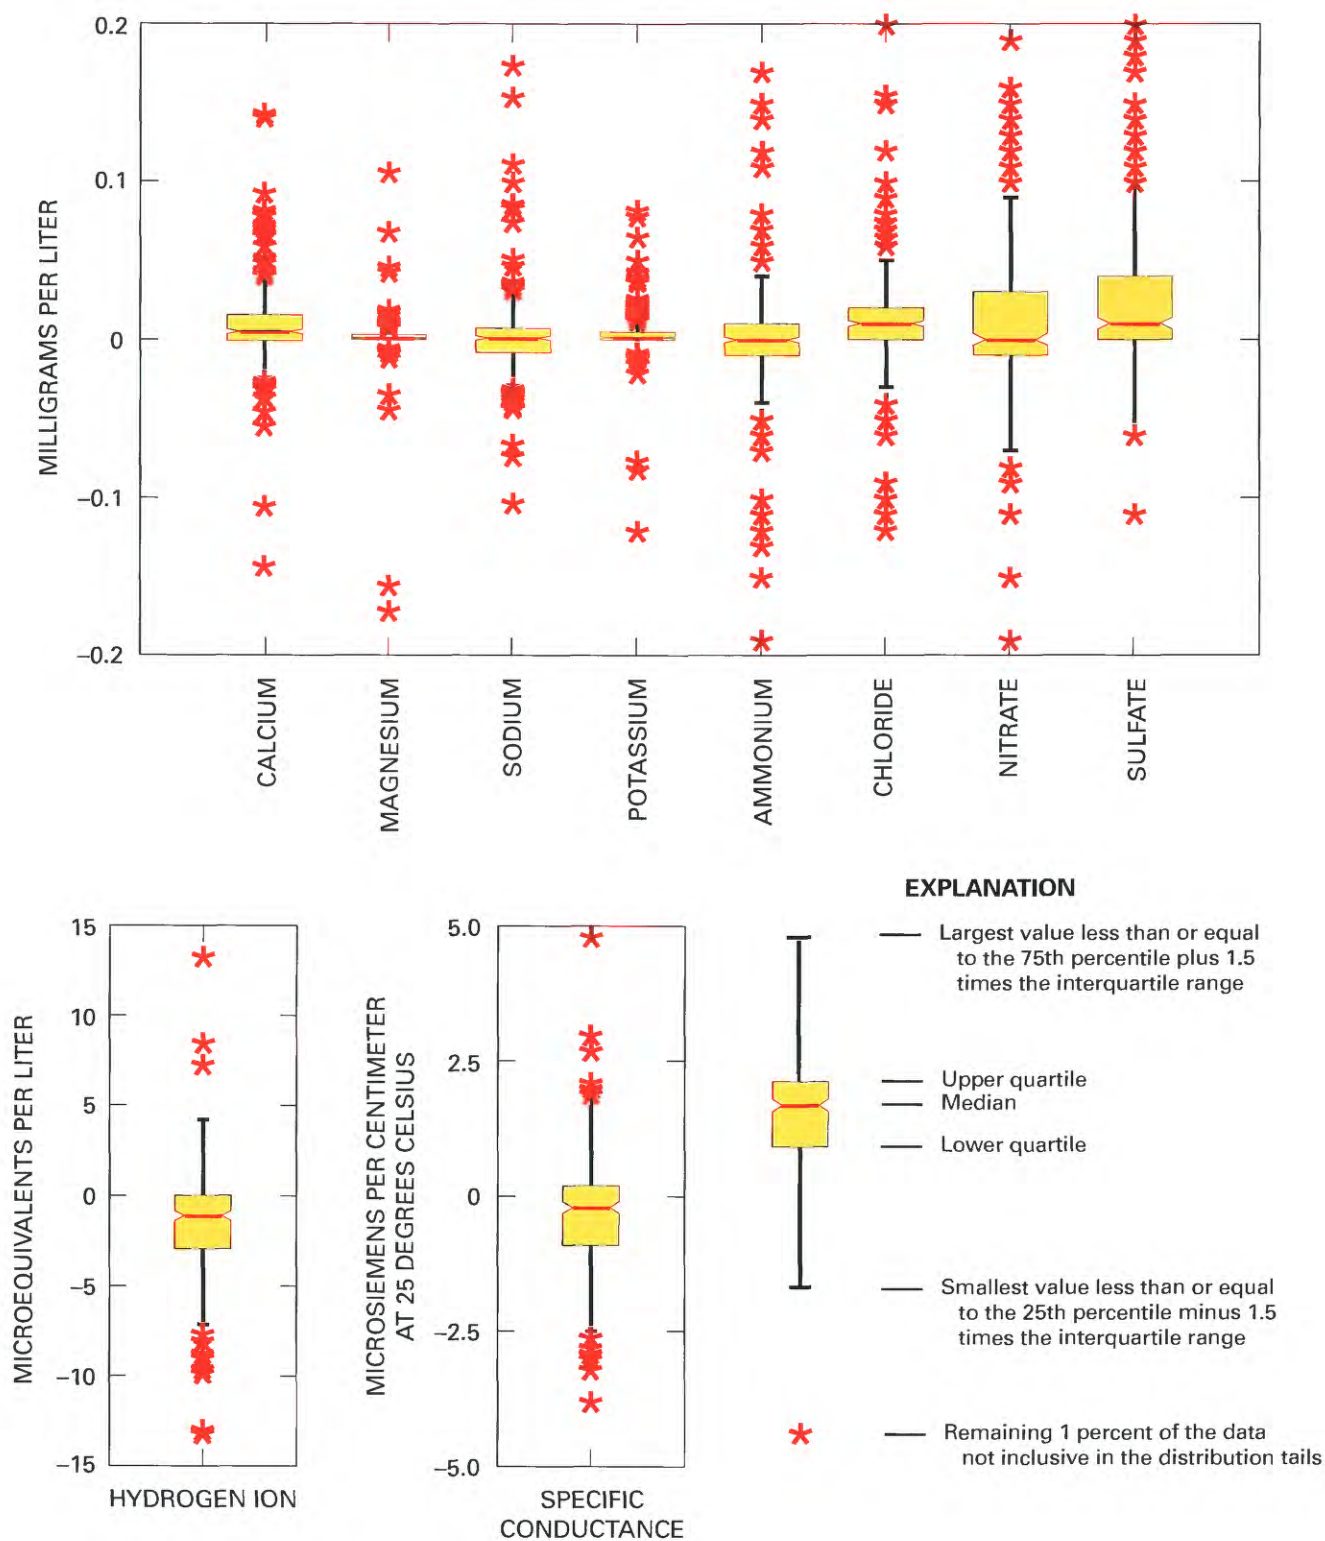 0.2
0.1
0
−0.1
−0.2
MILLIGRAMS PER LITER
CALCIUM
MAGNESIUM
SODIUM
POTASSIUM
AMMONIUM
CHLORIDE
NITRATE
SULFATE
15
10
5
0
−5
−10
−15
MICROEQUIVALENTS PER LITER
HYDROGEN ION
5.0
2.5
0
−2.5
−5.0
MICROSIEMENS PER CENTIMETER
AT 25 DEGREES CELSIUS
SPECIFIC
CONDUCTANCE
EXPLANATION
Largest value less than or equal
to the 75th percentile plus 1.5
times the interquartile range
Upper quartile
Median
Lower quartile
Smallest value less than or equal
to the 25th percentile minus 1.5
times the interquartile range
Remaining 1 percent of the data
not inclusive in the distribution tails